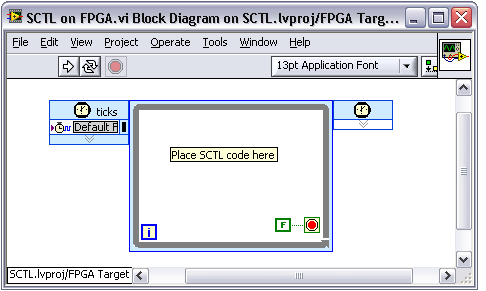 SCTL on FPGA.vi Block Diagram on SCTL.lvproj/FPGA Targ...
File Edit View Project Operate Tools Window Help
13pt Application Font
ticks
Default F
Place SCTL code here
i
F
SCTL.lvproj/FPGA Target